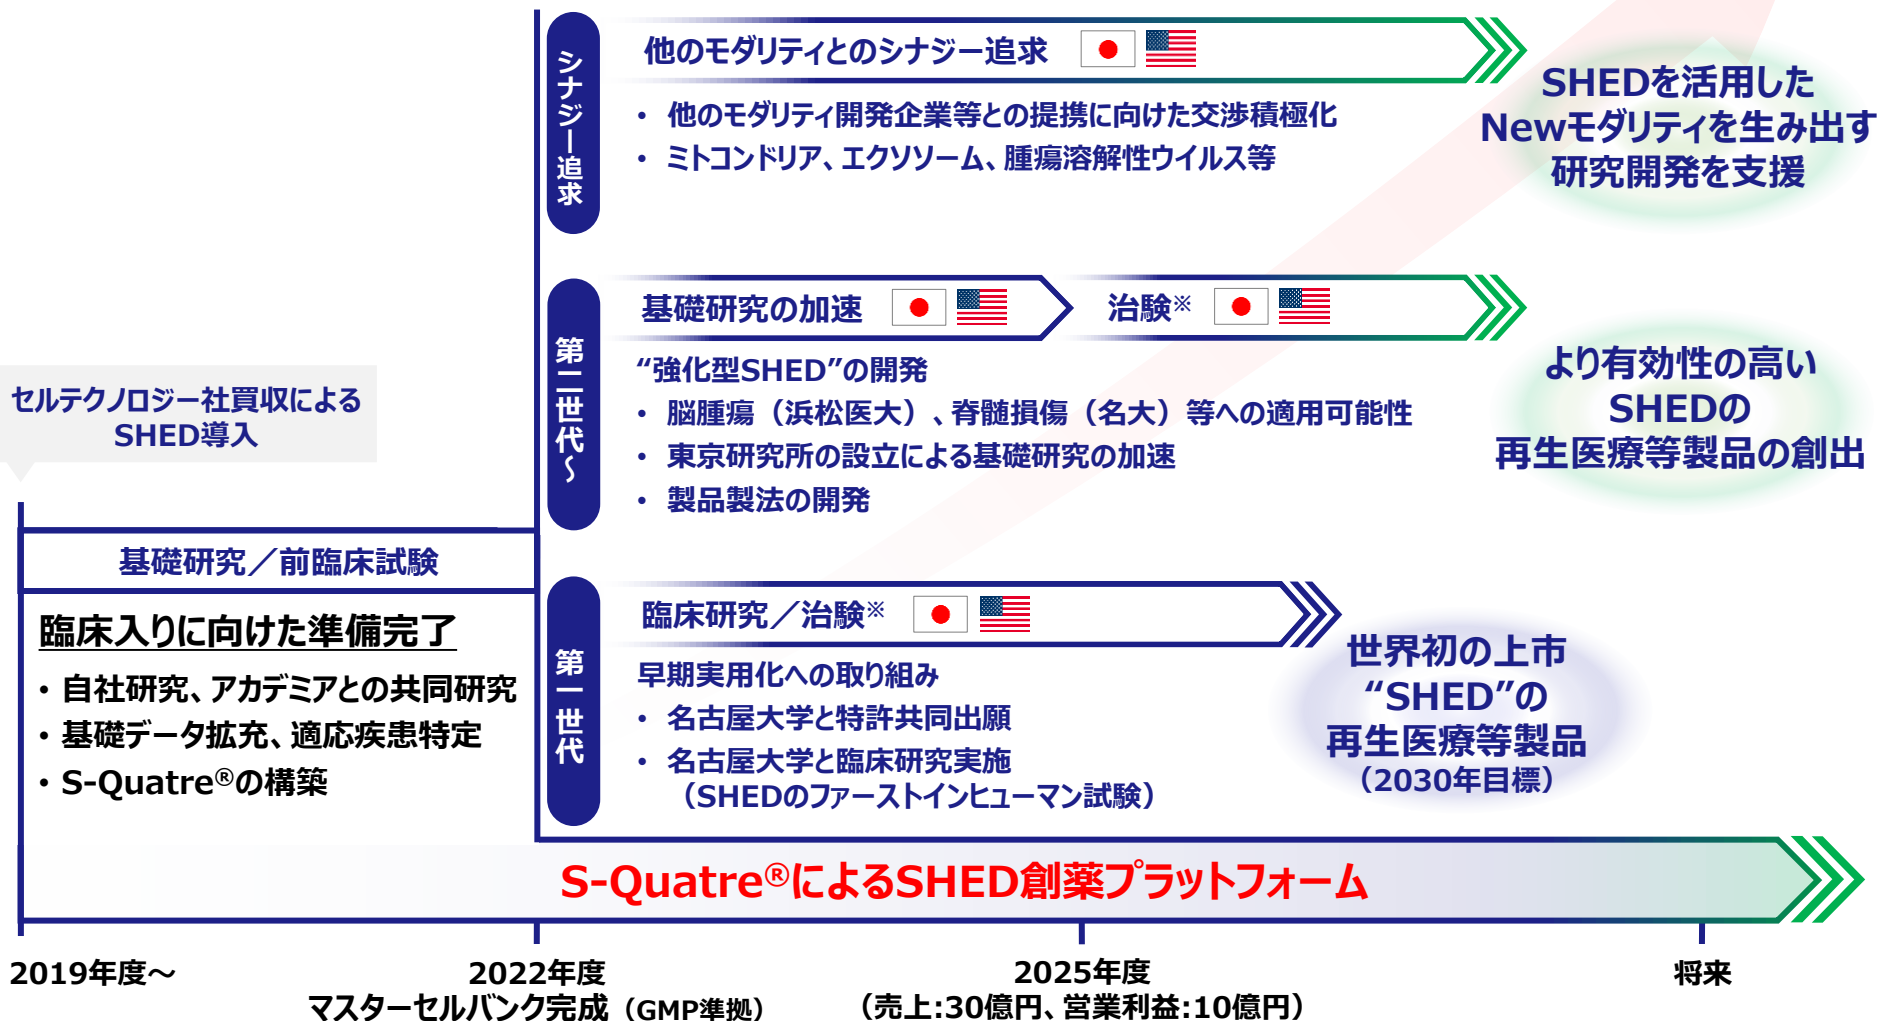 シナジー追求
他のモダリティとのシナジー追求
・ 他のモダリティ開発企業等との提携に向けた交渉積極化
・ ミトコンドリア、エクソソーム、腫瘍溶解性ウイルス等
SHEDを活用した
Newモダリティを生み出す
研究開発を支援
第二世代～
基礎研究の加速
治験※
“強化型SHED”の開発
・ 脳腫瘍（浜松医大）、脊髄損傷（名大）等への適用可能性
・ 東京研究所の設立による基礎研究の加速
・ 製品製法の開発
より有効性の高い
SHEDの
再生医療等製品の創出
セルテクノロジー社買収による
SHED導入
基礎研究／前臨床試験
臨床入りに向けた準備完了
・自社研究、アカデミアとの共同研究
・基礎データ拡充、適応疾患特定
・S-Quatre®の構築
第一世代
臨床研究／治験※
早期実用化への取り組み
・ 名古屋大学と特許共同出願
・ 名古屋大学と臨床研究実施
（SHEDのファーストインヒューマン試験）
世界初の上市
“SHED”の
再生医療等製品
（2030年目標）
S-Quatre®によるSHED創薬プラットフォーム
2019年度～
2022年度
マスターセルバンク完成（GMP準拠）
2025年度
（売上:30億円、営業利益:10億円）
将来